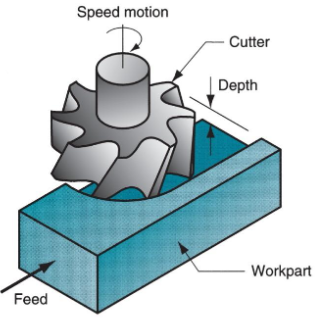 Speed motion
Cutter
Depth
Workpart
Feed